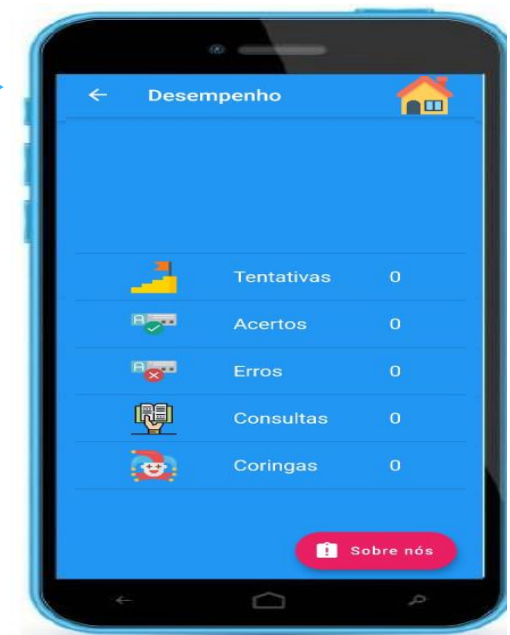 Desempenho
Tentativas 0
Acertos 0
Erros 0
Consultas 0
Coringas 0
Sobre nós